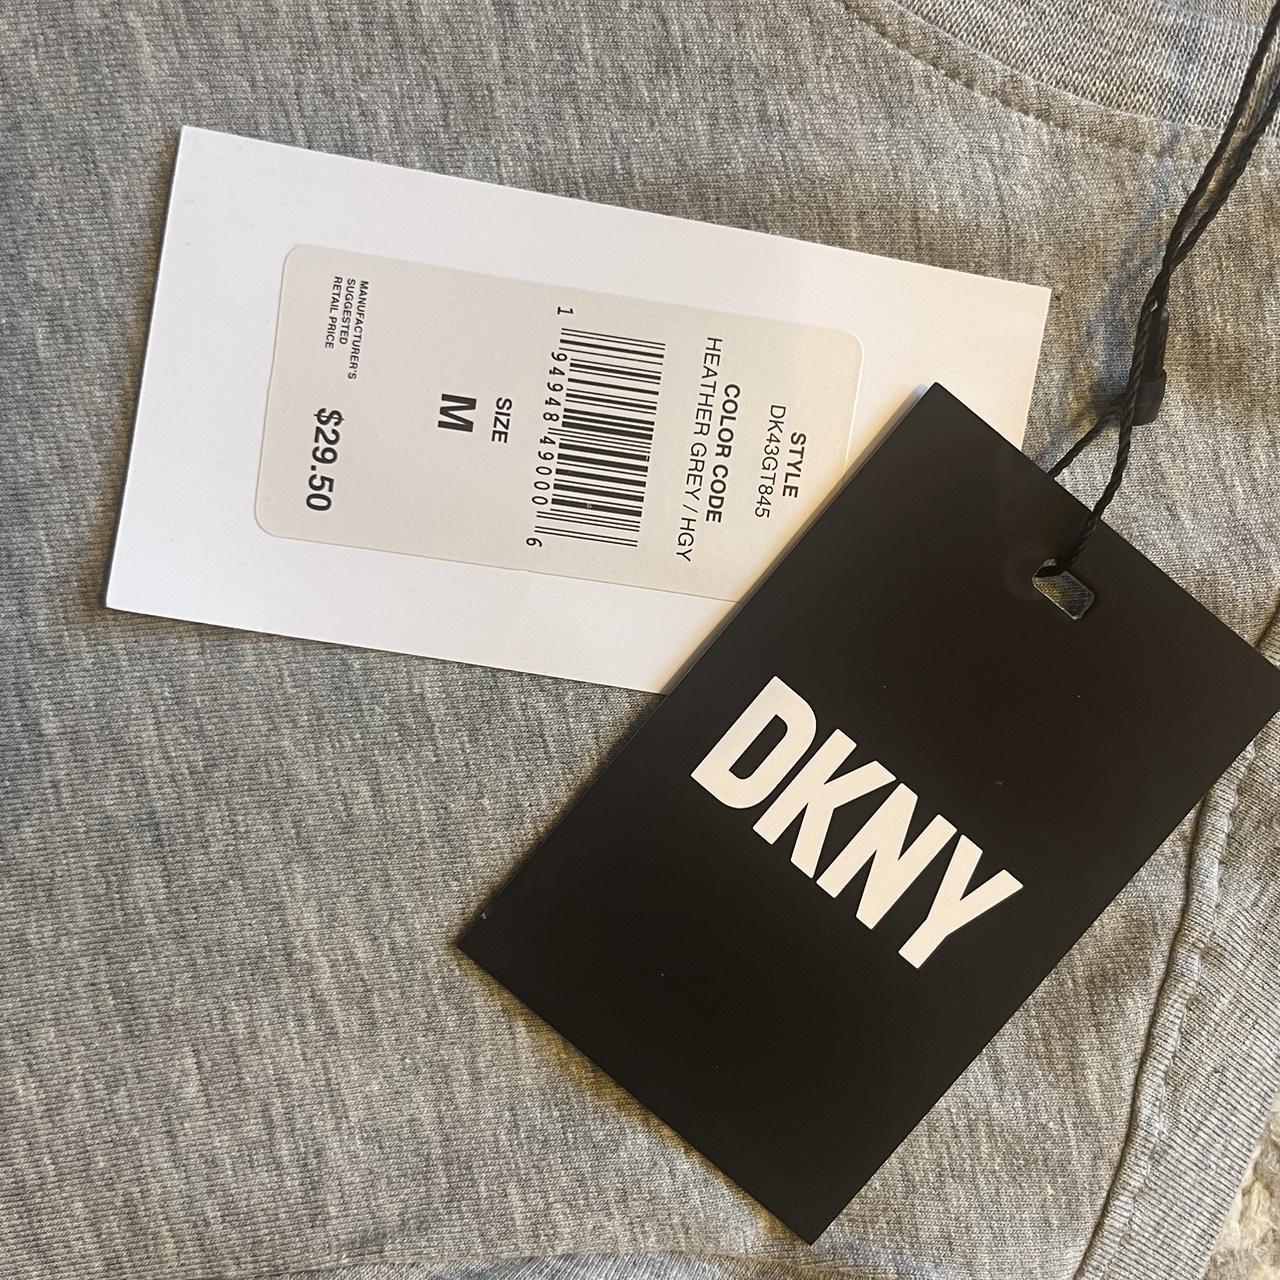 STYLE
DK43GT845
COLOR CODE
HEATHER GREY / HGY
1 94948 49000 6
SIZE
M
MANUFACTURER'S
SUGGESTED
RETAIL PRICE
$29.50
DKNY